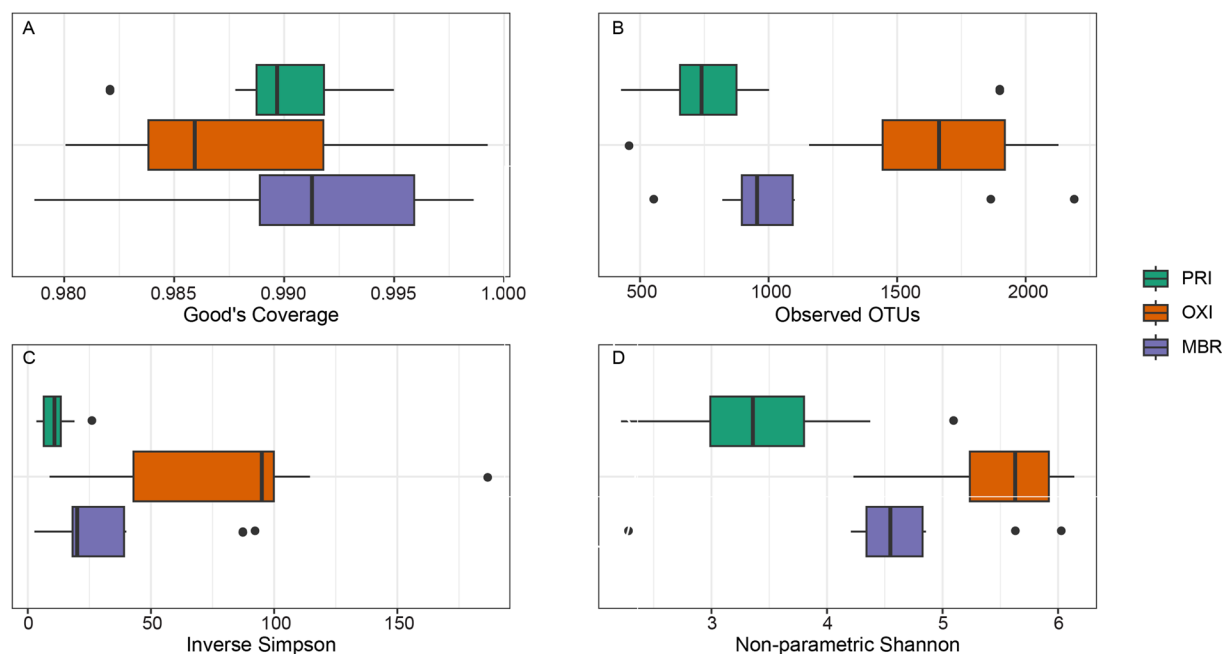 A
0.980 0.985 0.990 0.995 1.000
Good's Coverage
B
500 1000 1500 2000
Observed OTUs
C
0 50 100 150
Inverse Simpson
D
3 4 5 6
Non-parametric Shannon
PRI
OXI
MBR